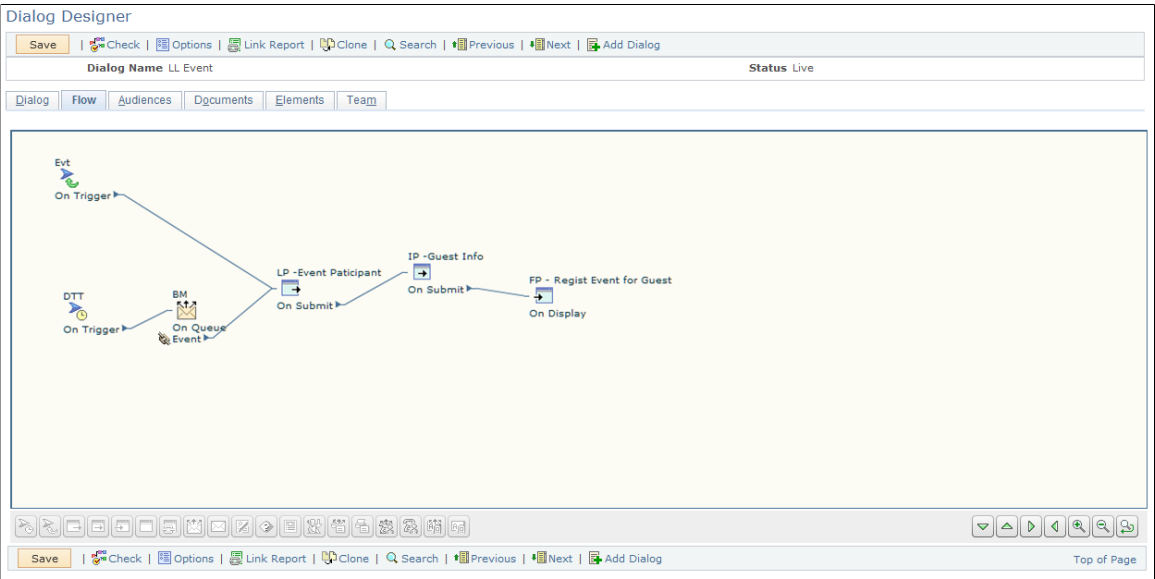 Dialog Designer
Save | Check | Options | Link Report | Clone | Search | Previous | Next | Add Dialog
Dialog Name LL Event Status Live
Dialog Flow Audiences Documents Elements Team
Evt
On Trigger
IP -Guest Info
LP -Event Paticipant
FP - Regist Event for Guest
On Submit
DTT
BM
On Submit
On Display
On Trigger
On Queue
Event
Save | Check | Options | Link Report | Clone | Search | Previous | Next | Add Dialog Top of Page